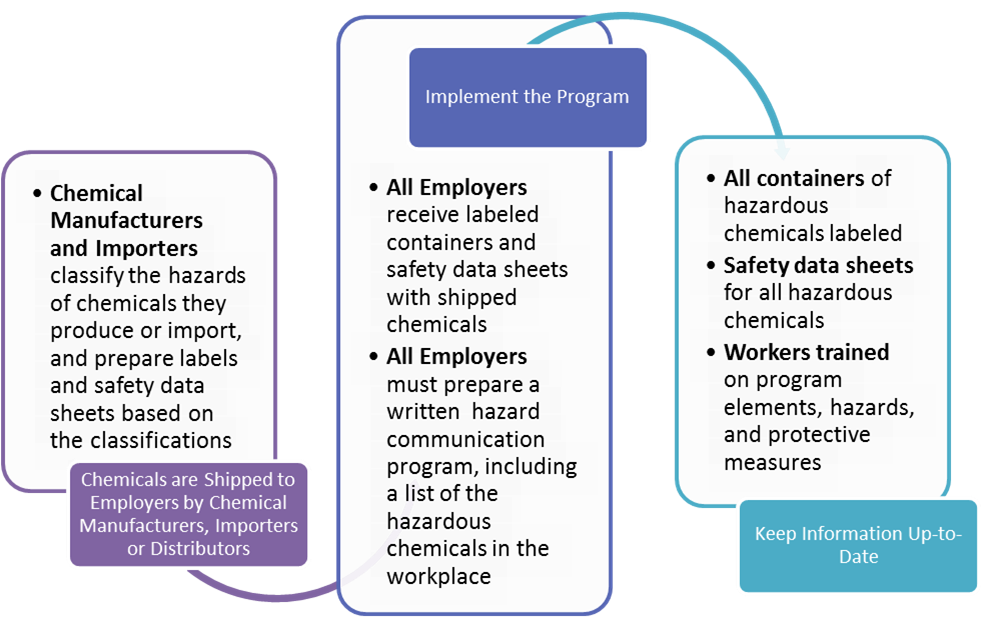 • Chemical
Manufacturers
and Importers
classify the hazards
of chemicals they
produce or import,
and prepare labels
and safety data
sheets based on
the classifications
Chemicals are Shipped to
Employers by Chemical
Manufacturers, Importers
or Distributors
Implement the Program
• All Employers
receive labeled
containers and
safety data sheets
with shipped
chemicals
• All Employers
must prepare a
written hazard
communication
program, including
a list of the
hazardous
chemicals in the
workplace
• All containers of
hazardous
chemicals labeled
• Safety data sheets
for all hazardous
chemicals
• Workers trained
on program
elements, hazards,
and protective
measures
Keep Information Up-to-
Date